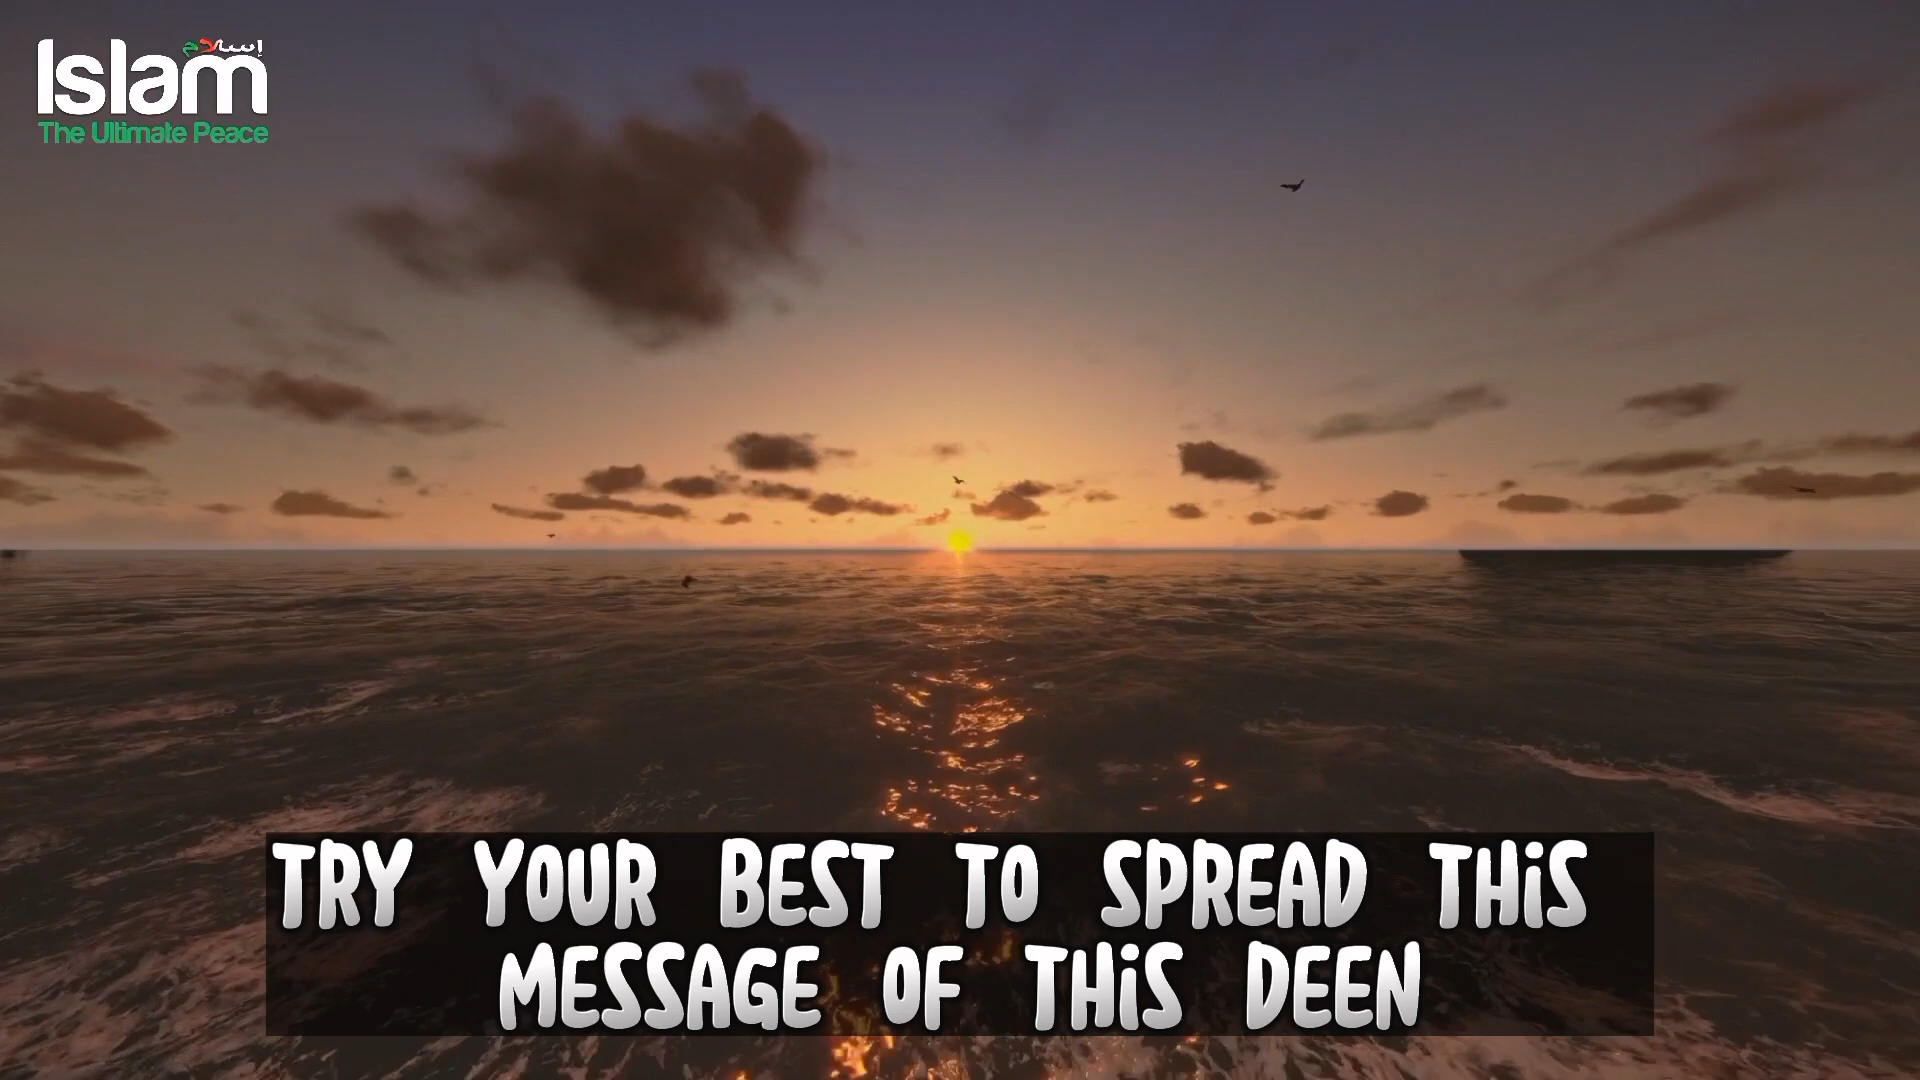 إسلام
Islam
The Ultimate Peace
TRY YOUR BEST TO SPREAD THiS
MESSAGE OF THiS DEEN